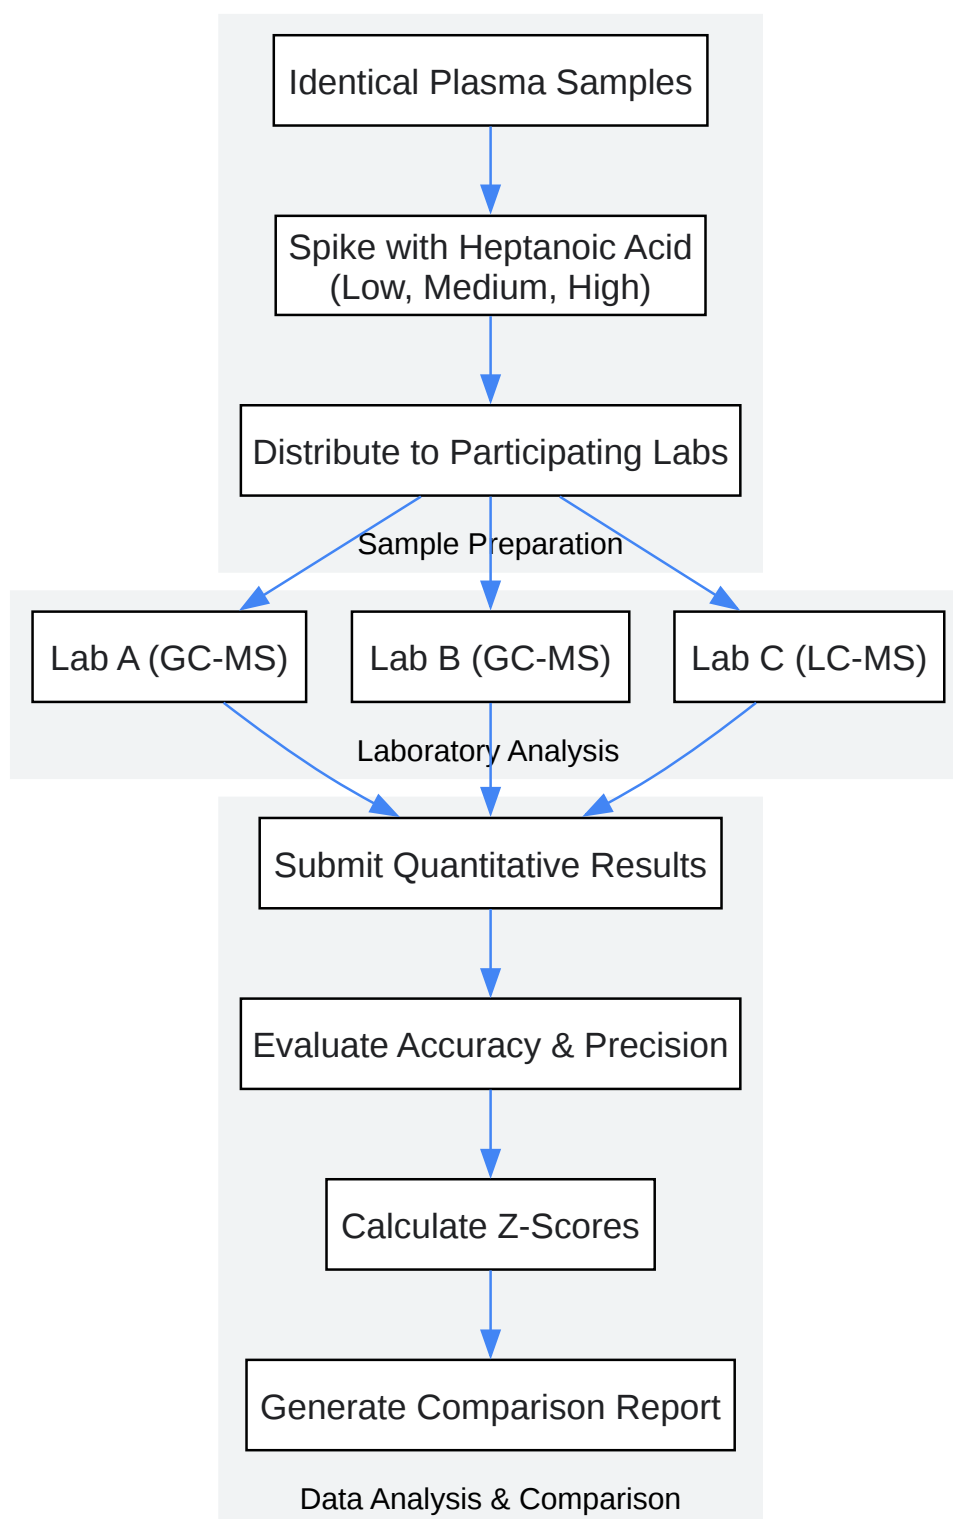 Identical Plasma Samples
Spike with Heptanoic Acid
(Low, Medium, High)
Distribute to Participating Labs
Sample Preparation
Lab A (GC-MS)
Lab B (GC-MS)
Lab C (LC-MS)
Laboratory Analysis
Submit Quantitative Results
Evaluate Accuracy & Precision
Calculate Z-Scores
Generate Comparison Report
Data Analysis & Comparison